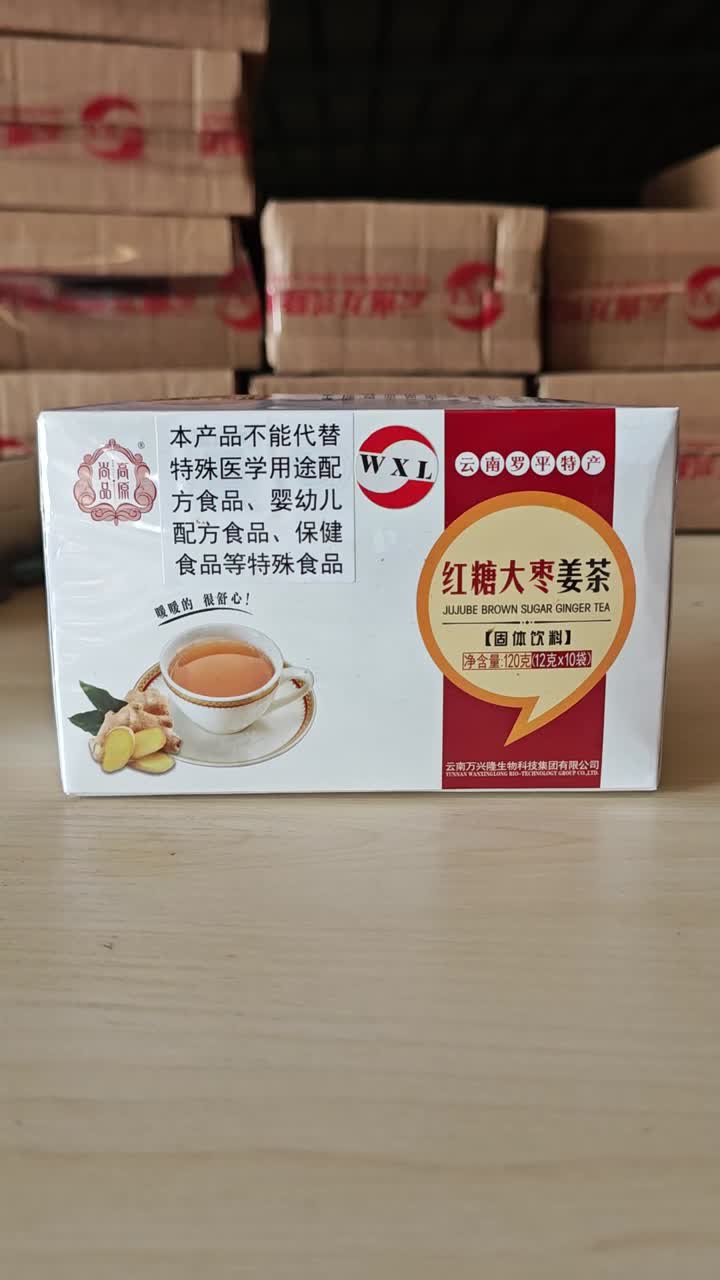 高原
尚品
®
本产品不能代替
特殊医学用途配
方食品、婴幼儿
配方食品、保健
食品等特殊食品
WXL
云南罗平特产
红糖大枣姜茶
JUJUBE BROWN SUGAR GINGER TEA
【固体饮料】
净含量:120克(12克x10袋)
暖暖的 很舒心!
云南万兴隆生物科技集团有限公司
YUNNAN WANXINGLONG BIO-TECHNOLOGY GROUP CO.,LTD.